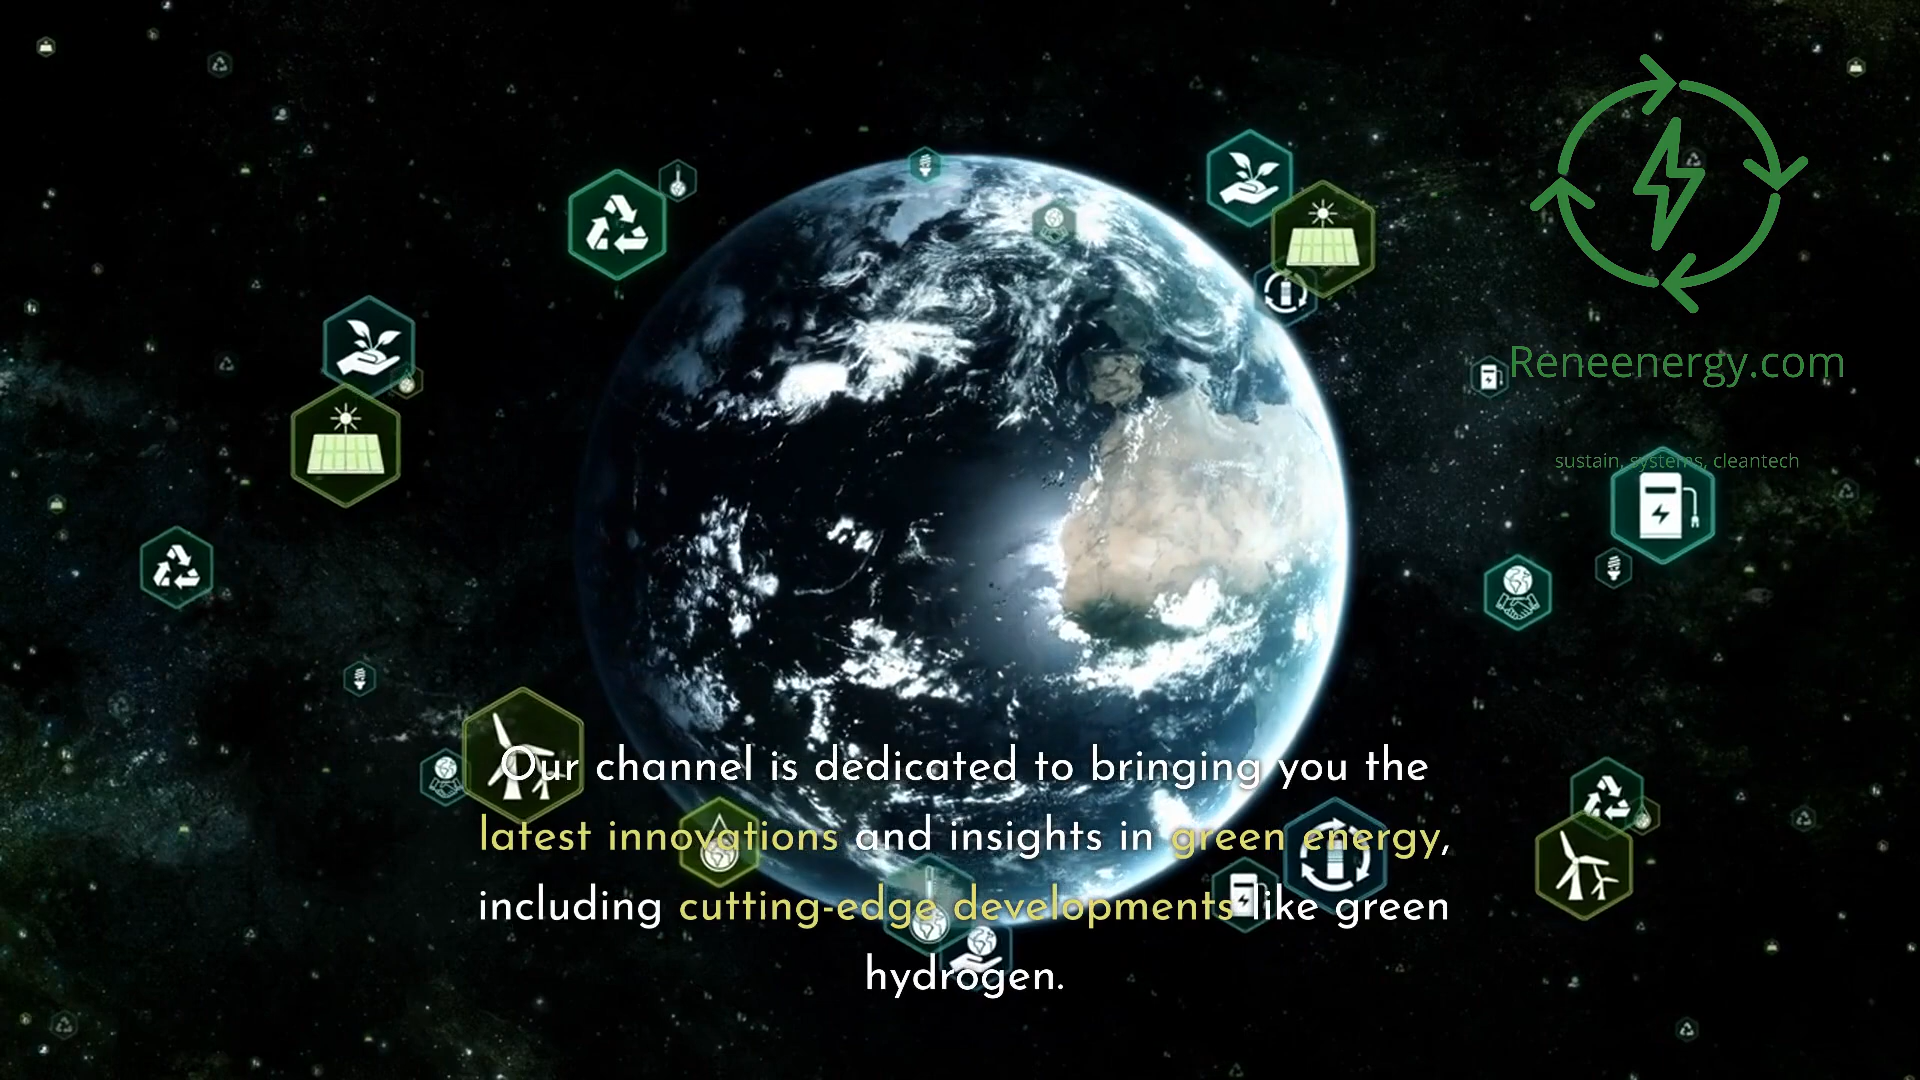 Reneenergy.com
sustain, systems, cleantech
Our channel is dedicated to bringing you the
latest innovations and insights in green energy,
including cutting-edge developments like green
hydrogen.